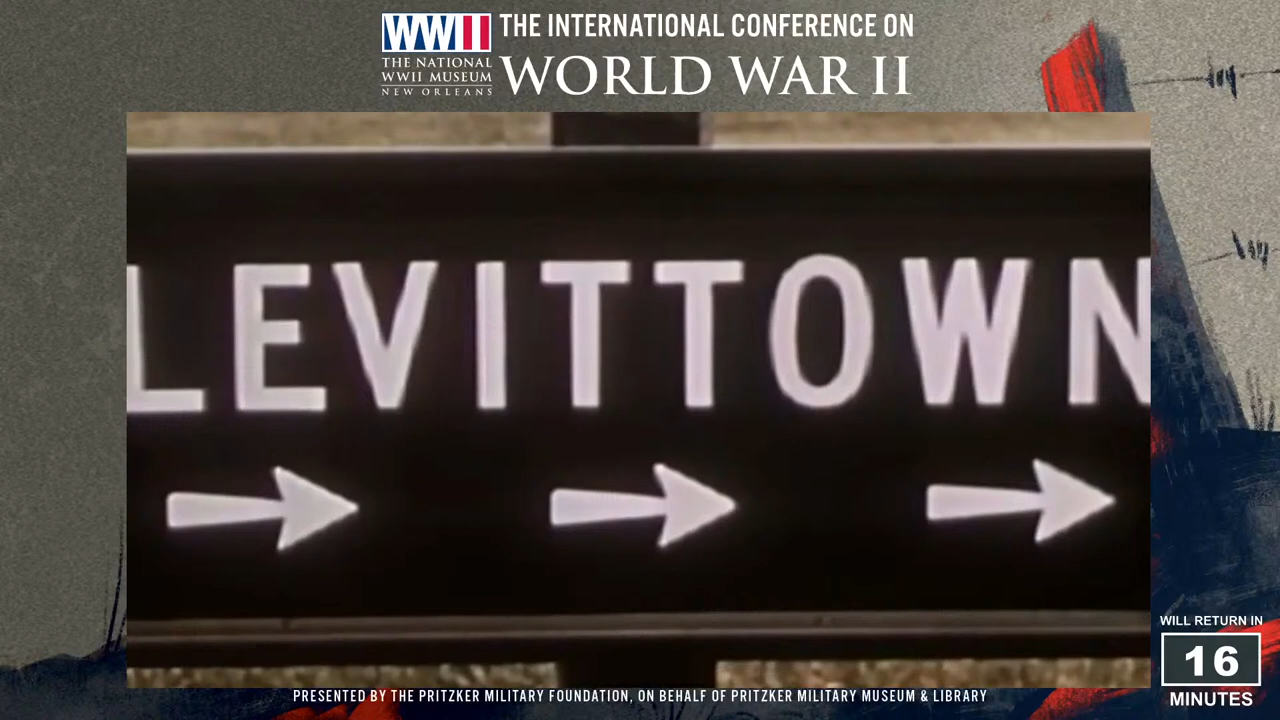 WWII
THE NATIONAL
WWII MUSEUM
NEW ORLEANS
THE INTERNATIONAL CONFERENCE ON
WORLD WAR II
LEVITTOWN
WILL RETURN IN
16
MINUTES
PRESENTED BY THE PRITZKER MILITARY FOUNDATION, ON BEHALF OF PRITZKER MILITARY MUSEUM & LIBRARY